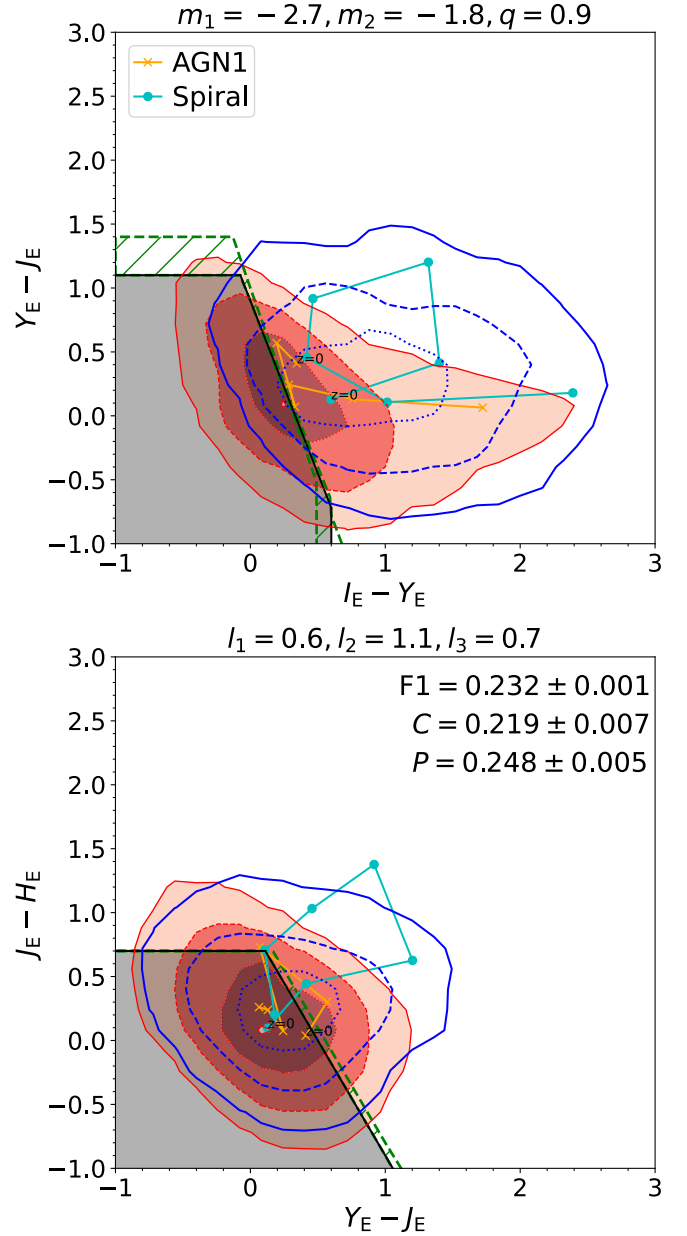 m₁ = −2.7, m₂ = −1.8, q = 0.9
3.0
2.5
2.0
1.5
1.0
0.5
0.0
−0.5
−1.0
Y_E − J_E
AGN1
Spiral
z=0
z=0
−1 0 1 2 3
I_E − Y_E
l₁ = 0.6, l₂ = 1.1, l₃ = 0.7
3.0
2.5
2.0
1.5
1.0
0.5
0.0
−0.5
−1.0
J_E − H_E
F1 = 0.232 ± 0.001
C = 0.219 ± 0.007
P = 0.248 ± 0.005
z=0
z=0
−1 0 1 2 3
Y_E − J_E